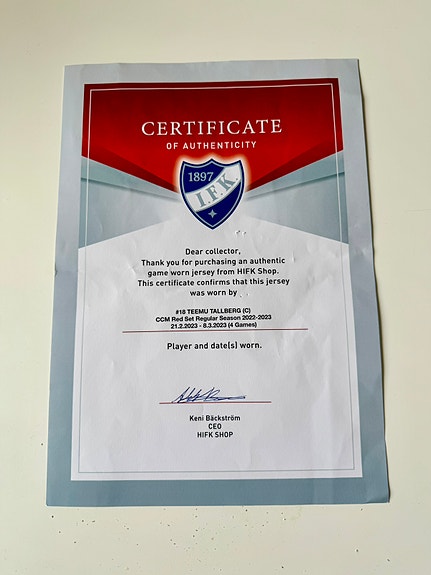 CERTIFICATE
OF AUTHENTICITY
1897
I.F.K
Dear collector,
Thank you for purchasing an authentic
game worn jersey from HIFK Shop.
This certificate confirms that this jersey
was worn by
#18 TEEMU TALLBERG (C)
CCM Red Set Regular Season 2022-2023
21.2.2023 - 8.3.2023 (4 Games)
Player and date(s) worn.
Keni Bäckström
CEO
HIFK SHOP